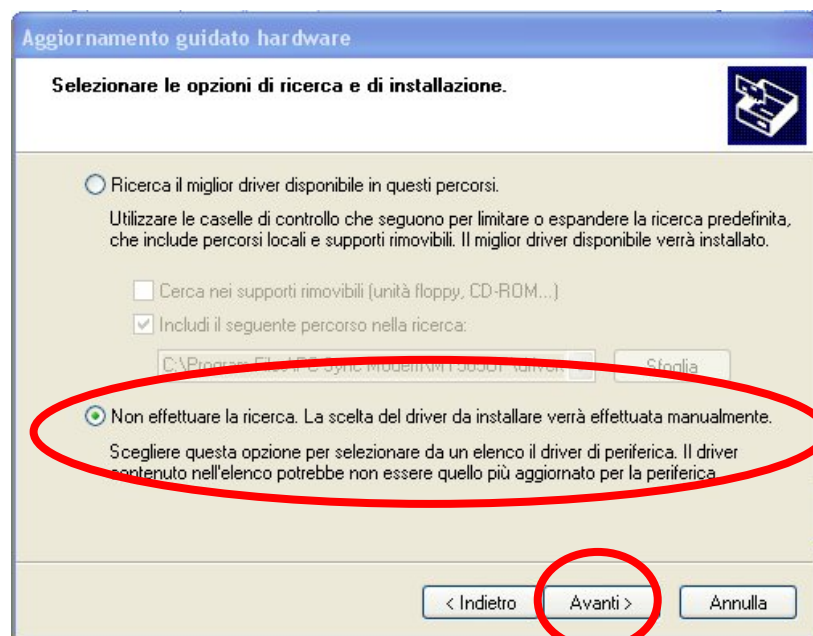 Aggiornamento guidato hardware
Selezionare le opzioni di ricerca e di installazione.
Ricerca il miglior driver disponibile in questi percorsi.
Utilizzare le caselle di controllo che seguono per limitare o espandere la ricerca predefinita,
che include percorsi locali e supporti rimovibili. Il miglior driver disponibile verrà installato.
Cerca nei supporti rimovibili (unità floppy, CD-ROM...)
Includi il seguente percorso nella ricerca:
C:\Program Files\PC Sync Modem\
Sfoglia
Non effettuare la ricerca. La scelta del driver da installare verrà effettuata manualmente.
Scegliere questa opzione per selezionare da un elenco il driver di periferica. Il driver
contenuto nell'elenco potrebbe non essere quello più aggiornato per la periferica.
< Indietro
Avanti >
Annulla